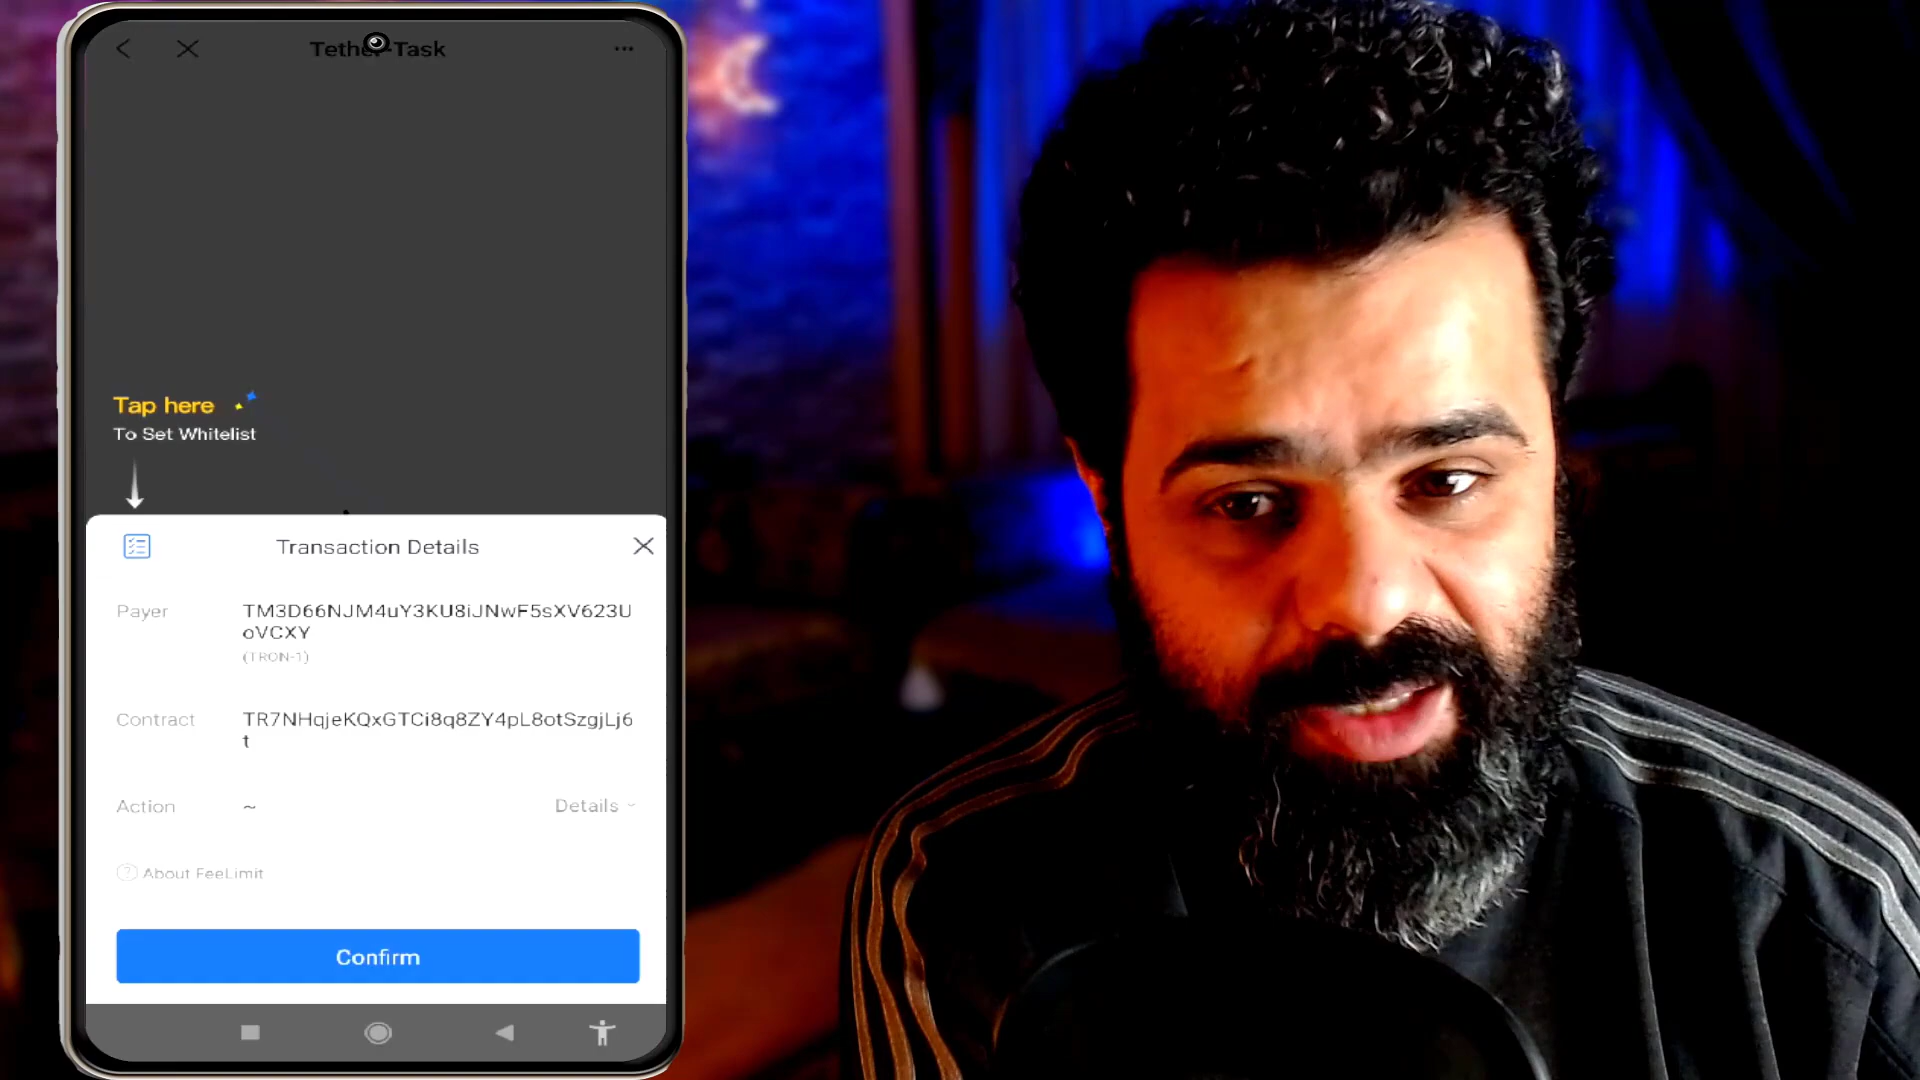 Tether-Task
Tap here
To Set Whitelist
Transaction Details
Payer
TM3D66NJM4uY3KU8iJNwF5sXV623U
oVCXY
(TRON-1)
Contract
TR7NHqjeKQxGTCi8q8ZY4pL8otSzgjLj6
t
Action
~
Details
? About FeeLimit
Confirm